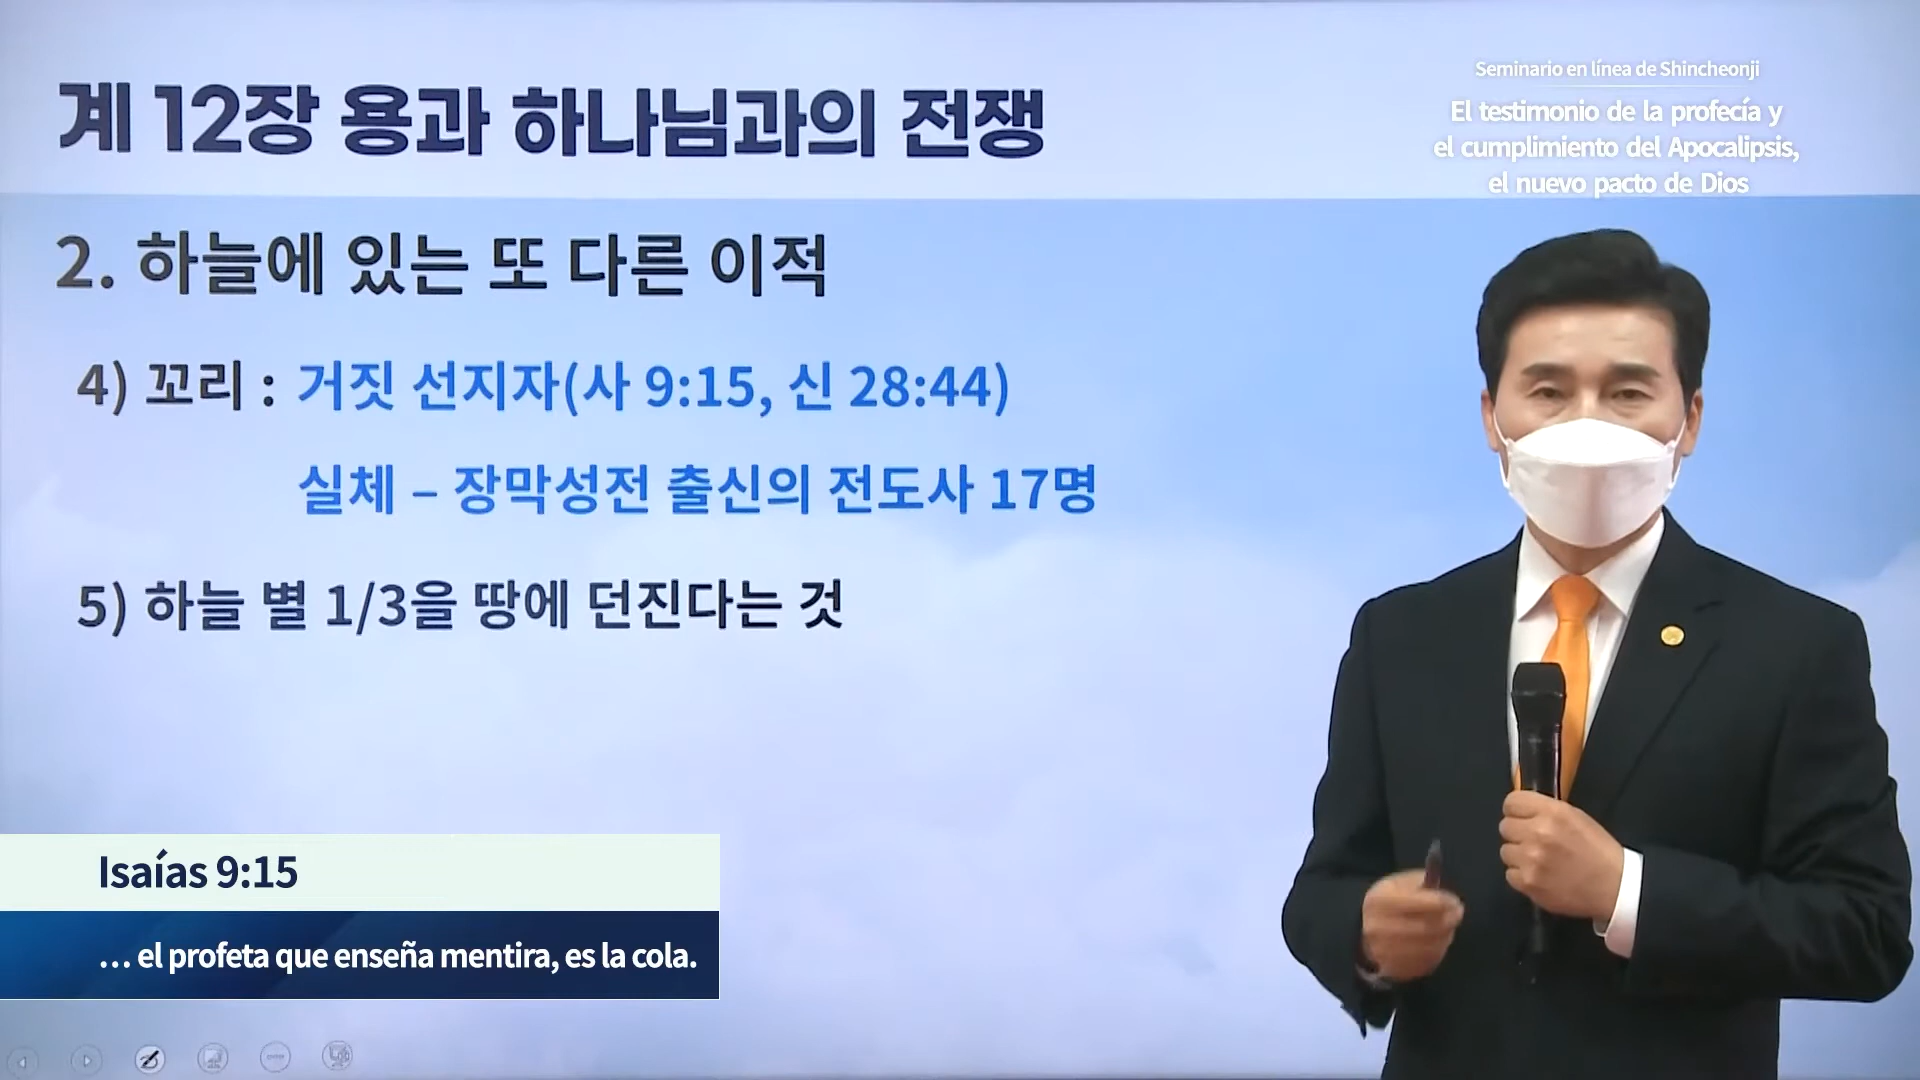 계 12장 용과 하나님과의 전쟁
Seminario en línea de Shincheonji
El testimonio de la profecía y
el cumplimiento del Apocalipsis,
el nuevo pacto de Dios
2. 하늘에 있는 또 다른 이적
4) 꼬리 : 거짓 선지자(사 9:15, 신 28:44)
실체 – 장막성전 출신의 전도사 17명
5) 하늘 별 1/3을 땅에 던진다는 것
Isaías 9:15
… el profeta que enseña mentira, es la cola.